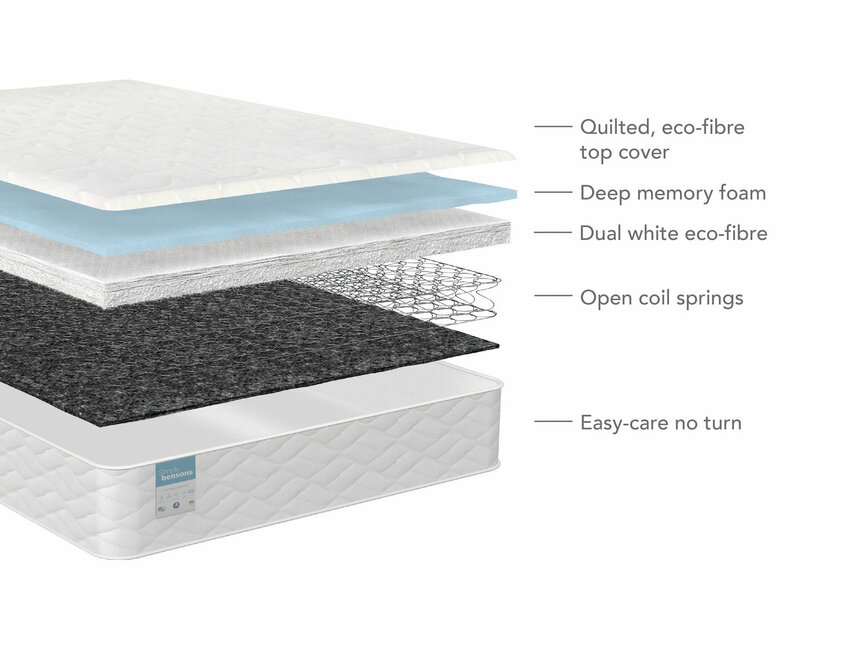 Quilted, eco-fibre
top cover
Deep memory foam
Dual white eco-fibre
Open coil springs
Easy-care no turn
Simply
bensons